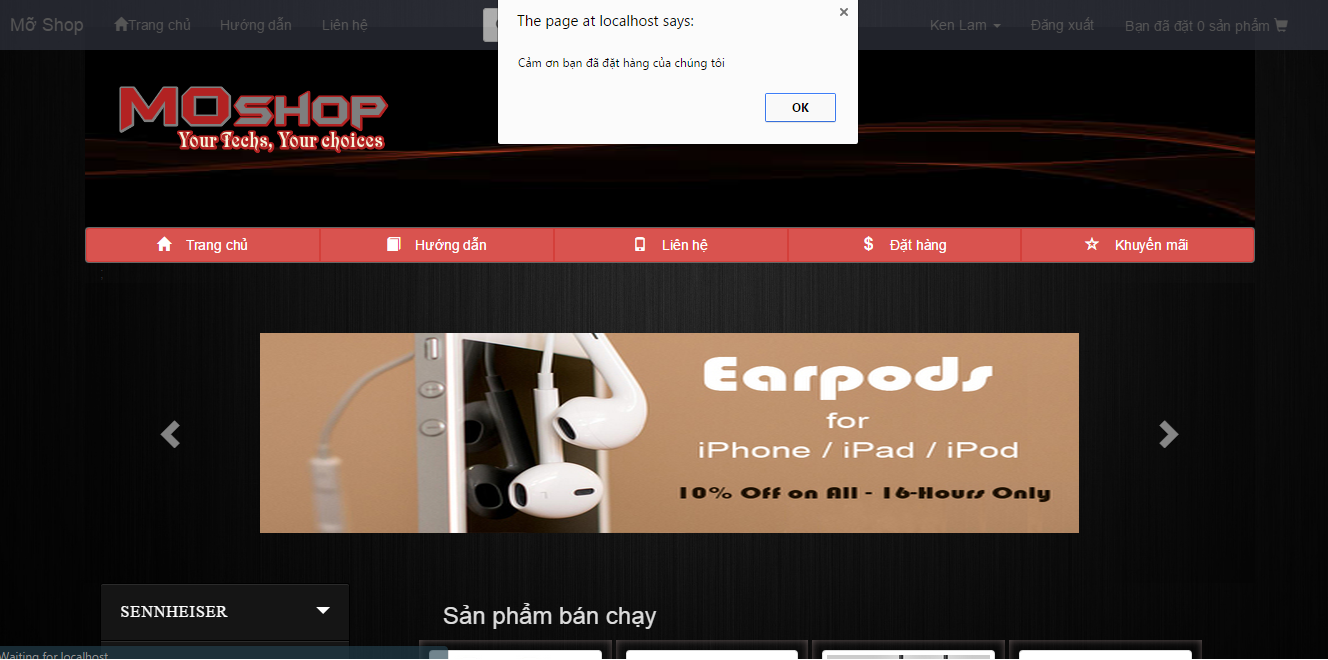 Mỡ Shop
Trang chủ
Hướng dẫn
Liên hệ
Ken Lam
Đăng xuất
Bạn đã đặt 0 sản phẩm
The page at localhost says:
Cảm ơn bạn đã đặt hàng của chúng tôi
OK
MOSHOP
Your Techs, Your choices
Trang chủ
Hướng dẫn
Liên hệ
Đặt hàng
Khuyến mãi
Earpods
for
iPhone / iPad / iPod
10% Off on All - 16-Hours Only
SENNHEISER
Sản phẩm bán chạy
Waiting for localhost